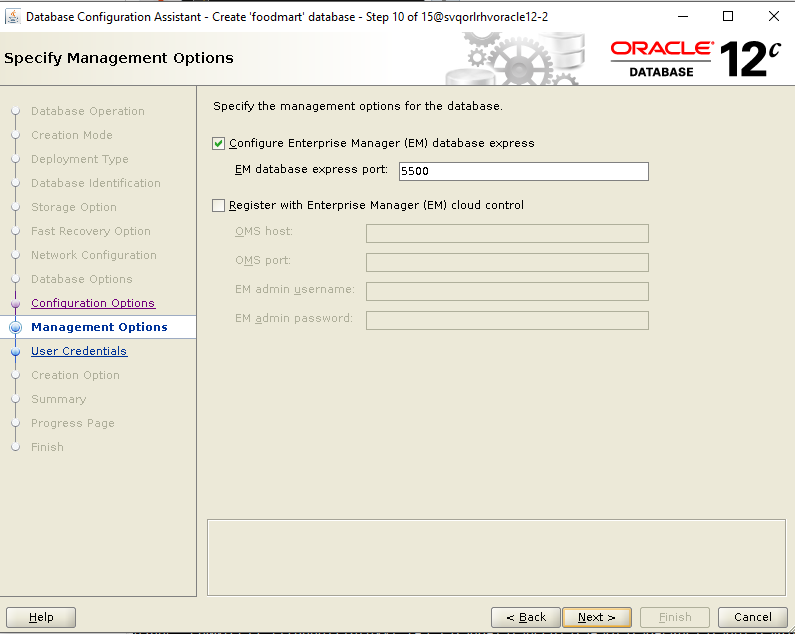 Database Configuration Assistant - Create 'foodmart' database - Step 10 of 15@svqorlrhvoracle12-2
Specify Management Options
ORACLE
DATABASE
12c
Database Operation
Creation Mode
Deployment Type
Database Identification
Storage Option
Fast Recovery Option
Network Configuration
Database Options
Configuration Options
Management Options
User Credentials
Creation Option
Summary
Progress Page
Finish
Specify the management options for the database.
Configure Enterprise Manager (EM) database express
EM database express port: 5500
Register with Enterprise Manager (EM) cloud control
OMS host:
OMS port:
EM admin username:
EM admin password:
Help
< Back
Next >
Finish
Cancel